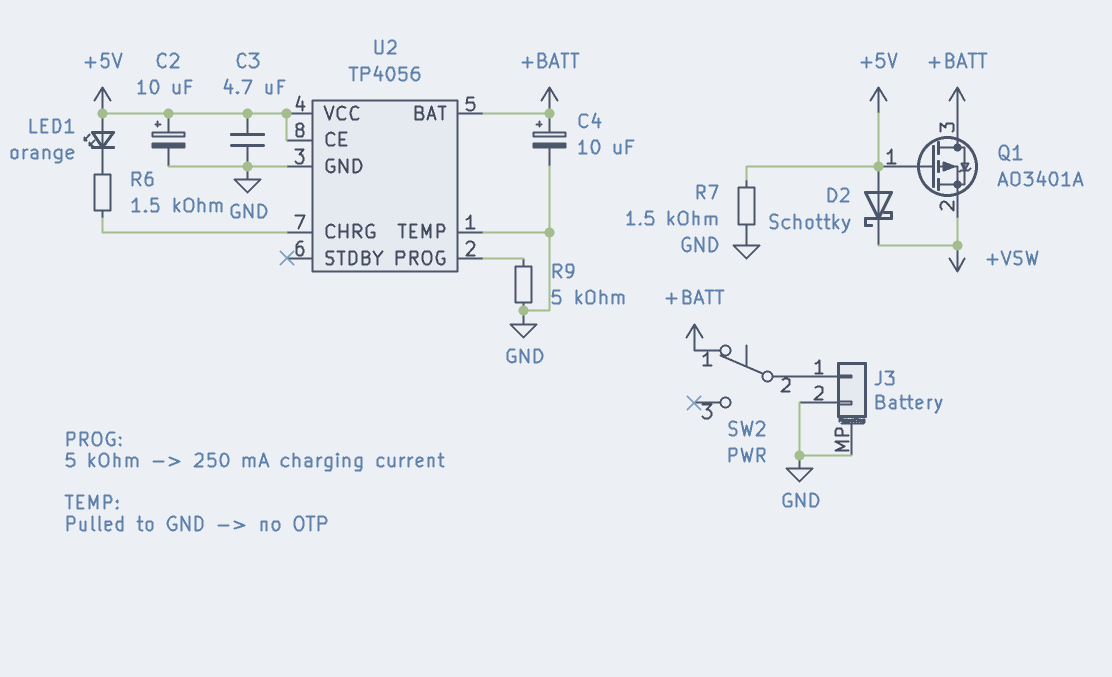 +5V
C2
10 uF
C3
4.7 uF
U2
TP4056
+BATT
LED1
orange
4
VCC
BAT
5
8
CE
3
GND
C4
10 uF
R6
1.5 kOhm
GND
7
CHRG
TEMP
1
6
STDBY
PROG
2
R9
5 kOhm
GND
+5V
+BATT
3
1
Q1
AO3401A
R7
1.5 kOhm
GND
D2
Schottky
2
+VSW
+BATT
1
2
3
SW2
PWR
1
2
J3
Battery
MP
GND
PROG:
5 kOhm -> 250 mA charging current
TEMP:
Pulled to GND -> no OTP